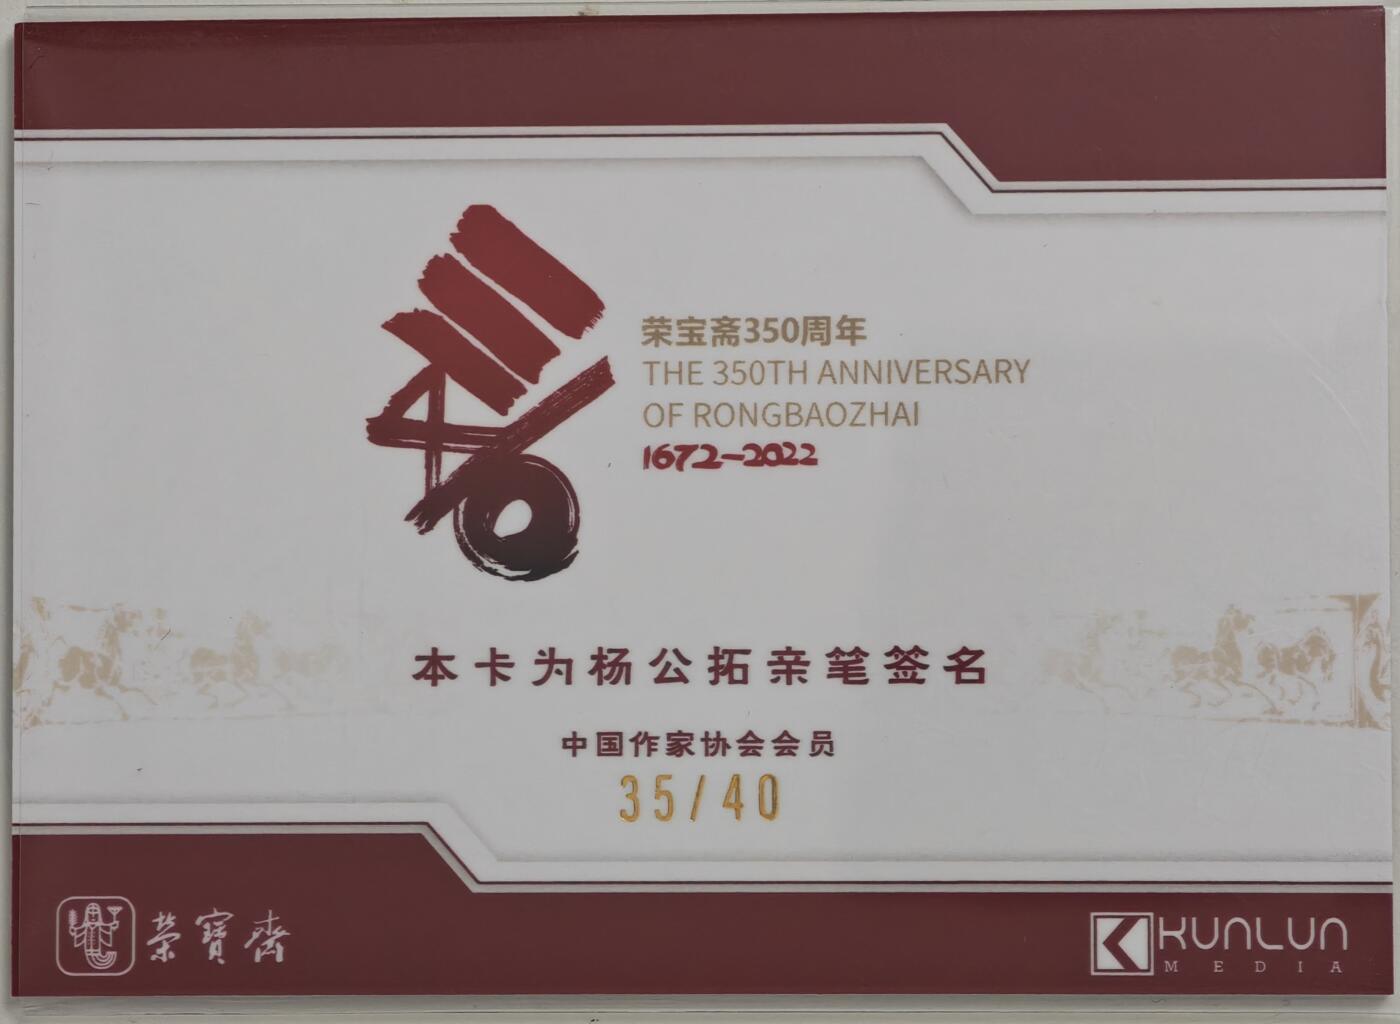 荣宝斋350周年
THE 350TH ANNIVERSARY
OF RONGBAOZHAI
1672-2022
本卡为杨公拓亲笔签名
中国作家协会会员
35/40
榮寳齋
KUNLUN
MEDIA